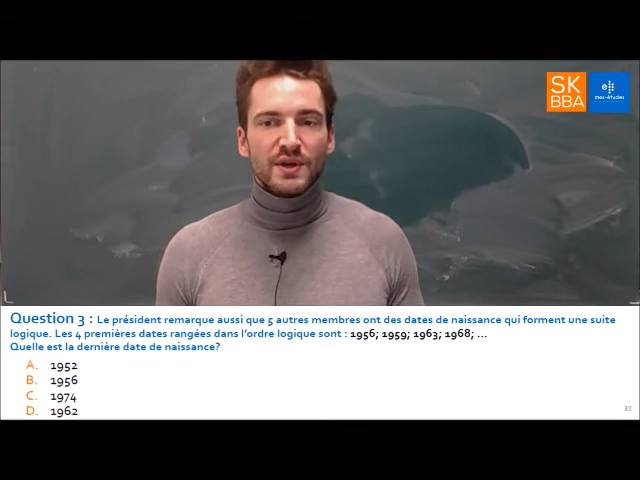 SK
BBA
mes-études
Question 3 : Le président remarque aussi que 5 autres membres ont des dates de naissance qui forment une suite
logique. Les 4 premières dates rangées dans l'ordre logique sont : 1956; 1959; 1963; 1968; ...
Quelle est la dernière date de naissance?
A. 1952
B. 1956
C. 1974
D. 1962
32